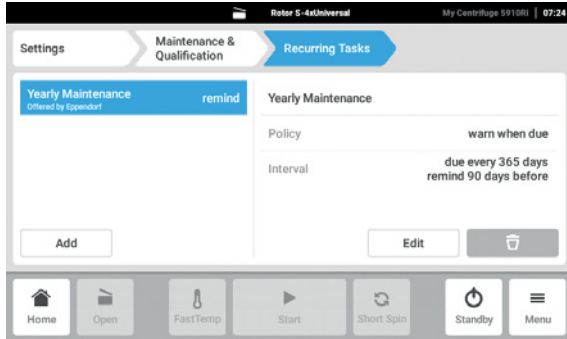 Rotor S-4xUniversal
My Centrifuge 5910Ri | 07:24
Settings
Maintenance &
Qualification
Recurring Tasks
Yearly Maintenance
Offered by Eppendorf
remind
Yearly Maintenance
Policy
warn when due
Interval
due every 365 days
remind 90 days before
Add
Edit
Home
Open
FastTemp
Start
Short Spin
Standby
Menu